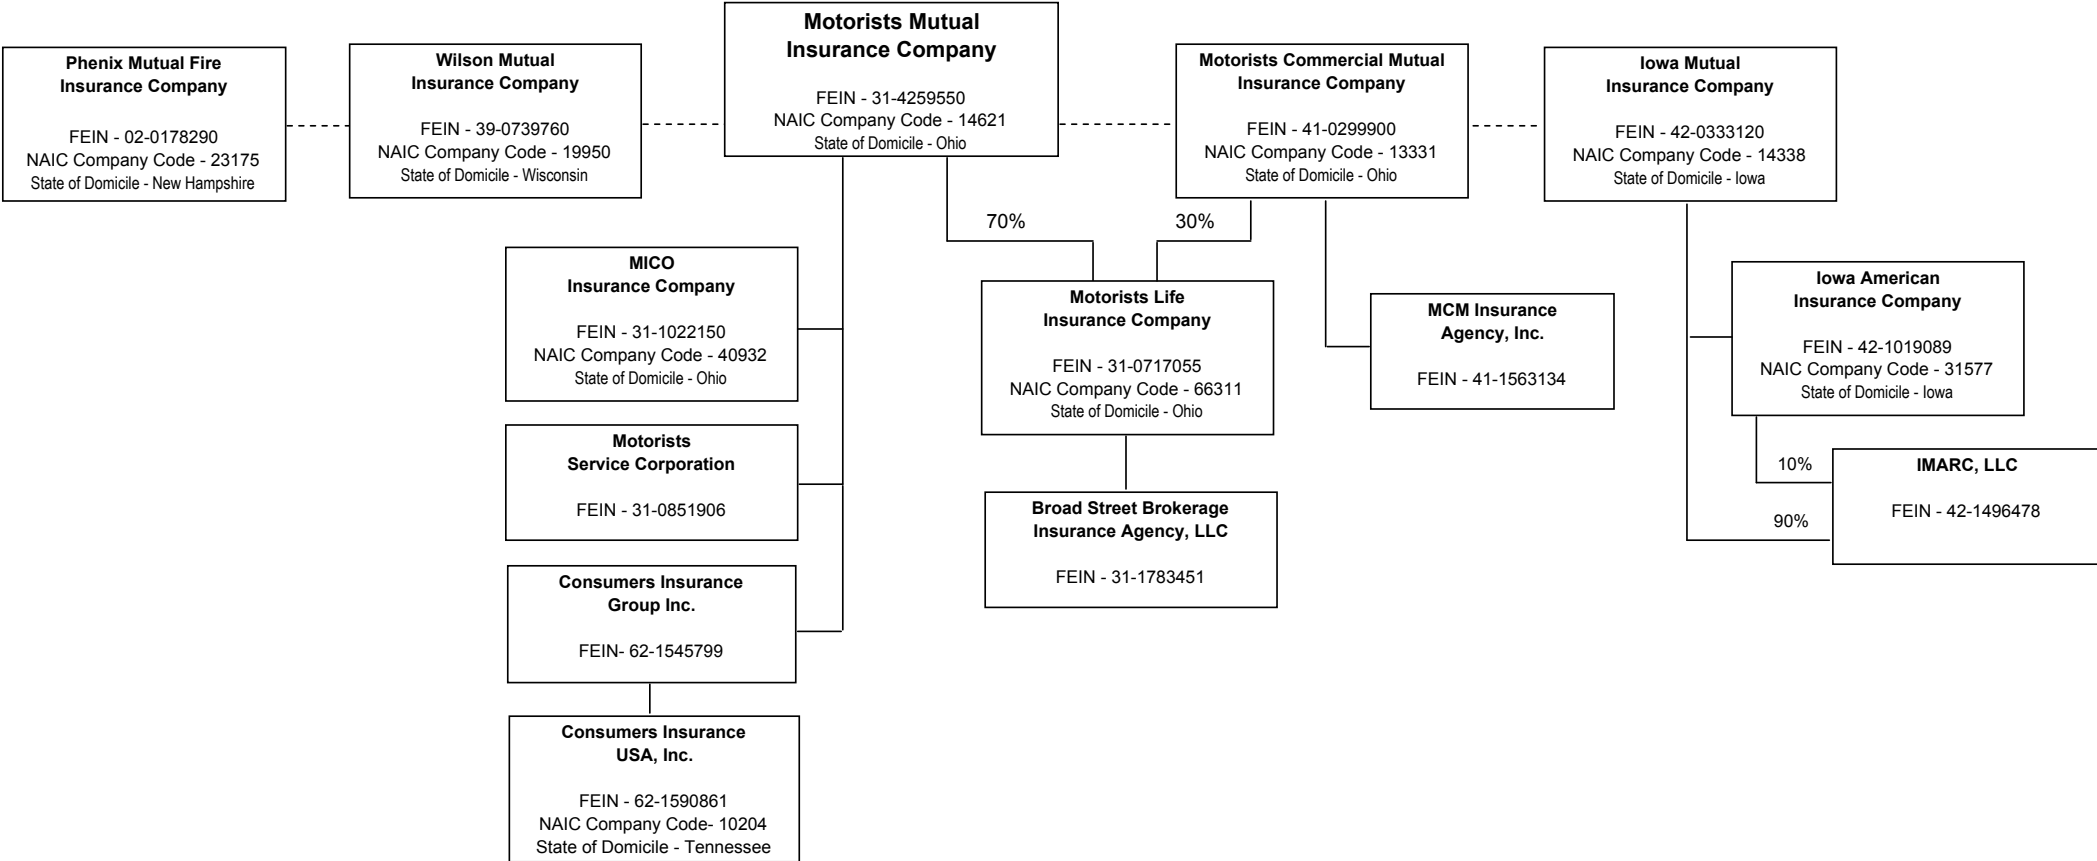 Motorists Mutual
Insurance Company
FEIN - 31-4259550
NAIC Company Code - 14621
State of Domicile - Ohio
Phenix Mutual Fire
Insurance Company
FEIN - 02-0178290
NAIC Company Code - 23175
State of Domicile - New Hampshire
Wilson Mutual
Insurance Company
FEIN - 39-0739760
NAIC Company Code - 19950
State of Domicile - Wisconsin
Motorists Commercial Mutual
Insurance Company
FEIN - 41-0299900
NAIC Company Code - 13331
State of Domicile - Ohio
Iowa Mutual
Insurance Company
FEIN - 42-0333120
NAIC Company Code - 14338
State of Domicile - Iowa
70%
30%
MICO
Insurance Company
FEIN - 31-1022150
NAIC Company Code - 40932
State of Domicile - Ohio
Motorists Life
Insurance Company
FEIN - 31-0717055
NAIC Company Code - 66311
State of Domicile - Ohio
MCM Insurance
Agency, Inc.
FEIN - 41-1563134
Iowa American
Insurance Company
FEIN - 42-1019089
NAIC Company Code - 31577
State of Domicile - Iowa
Motorists
Service Corporation
FEIN - 31-0851906
Broad Street Brokerage
Insurance Agency, LLC
FEIN - 31-1783451
10%
90%
IMARC, LLC
FEIN - 42-1496478
Consumers Insurance
Group Inc.
FEIN- 62-1545799
Consumers Insurance
USA, Inc.
FEIN - 62-1590861
NAIC Company Code- 10204
State of Domicile - Tennessee